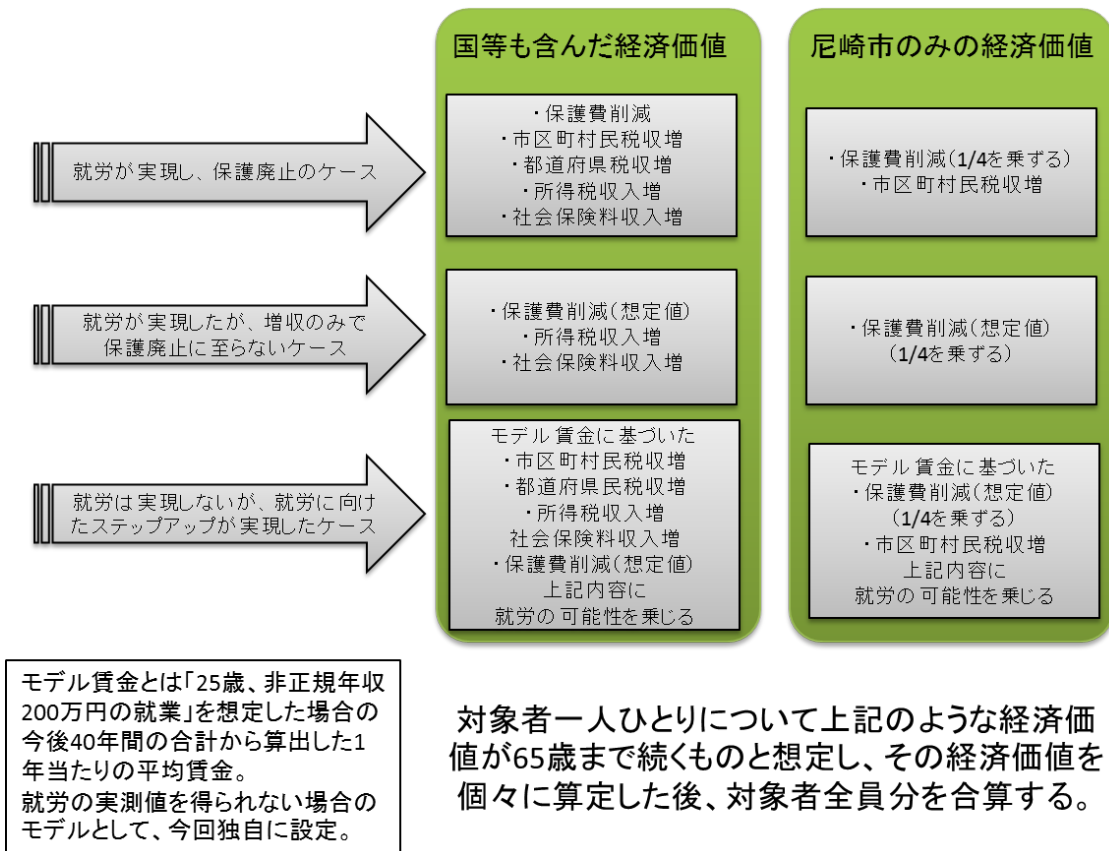 国等も含んだ経済価値
尼崎市のみの経済価値
就労が実現し、保護廃止のケース
・保護費削減
・市区町村民税収増
・都道府県税収増
・所得税収入増
・社会保険料収入増
・保護費削減(1/4を乗ずる)
・市区町村民税収増
就労が実現したが、増収のみで
保護廃止に至らないケース
・保護費削減(想定値)
・所得税収入増
・社会保険料収入増
・保護費削減(想定値)
(1/4を乗ずる)
就労は実現しないが、就労に向け
たステップアップが実現したケース
モデル賃金に基づいた
・市区町村民税収増
・都道府県民税収増
・所得税収入増
社会保険料収入増
・保護費削減(想定値)
上記内容に
就労の可能性を乗じる
モデル賃金に基づいた
・保護費削減(想定値)
(1/4を乗ずる)
・市区町村民税収増
上記内容に
就労の可能性を乗じる
モデル賃金とは「25歳、非正規年収
200万円の就業」を想定した場合の
今後40年間の合計から算出した1
年当たりの平均賃金。
就労の実測値を得られない場合の
モデルとして、今回独自に設定。
対象者一人ひとりについて上記のような経済価
値が65歳まで続くものと想定し、その経済価値を
個々に算定した後、対象者全員分を合算する。